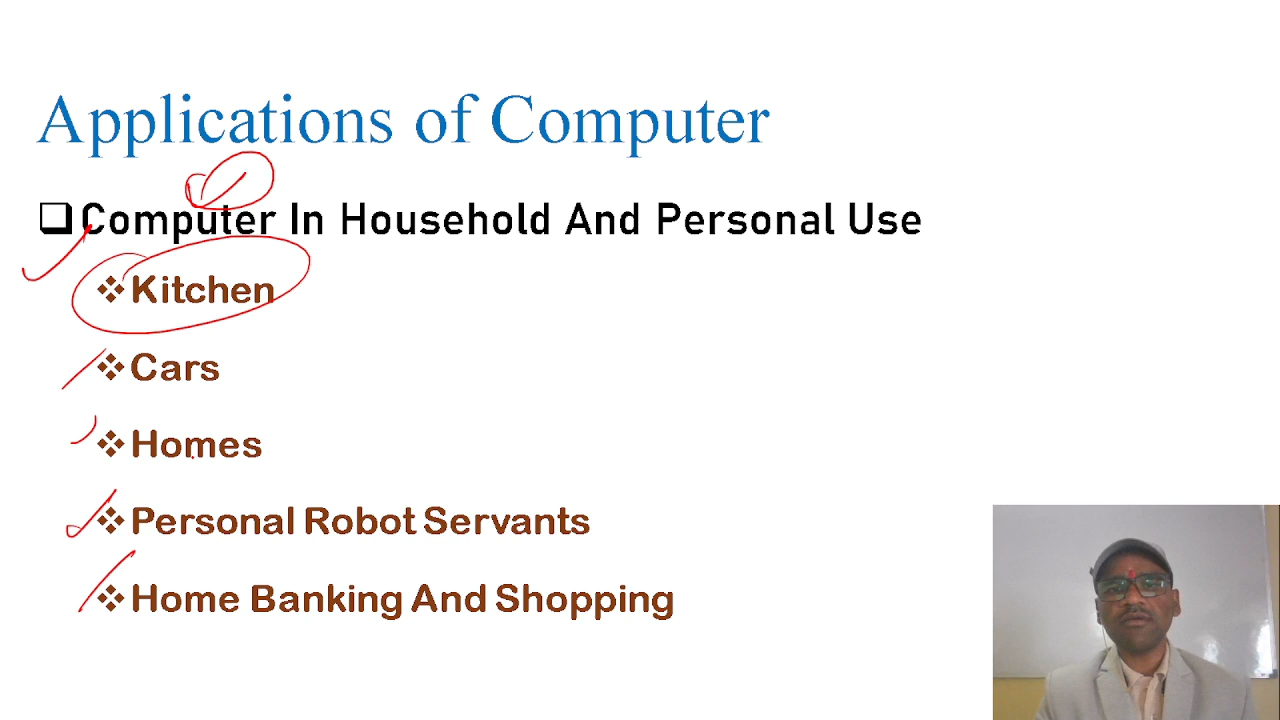 Applications of Computer
Computer In Household And Personal Use
Kitchen
Cars
Homes
Personal Robot Servants
Home Banking And Shopping